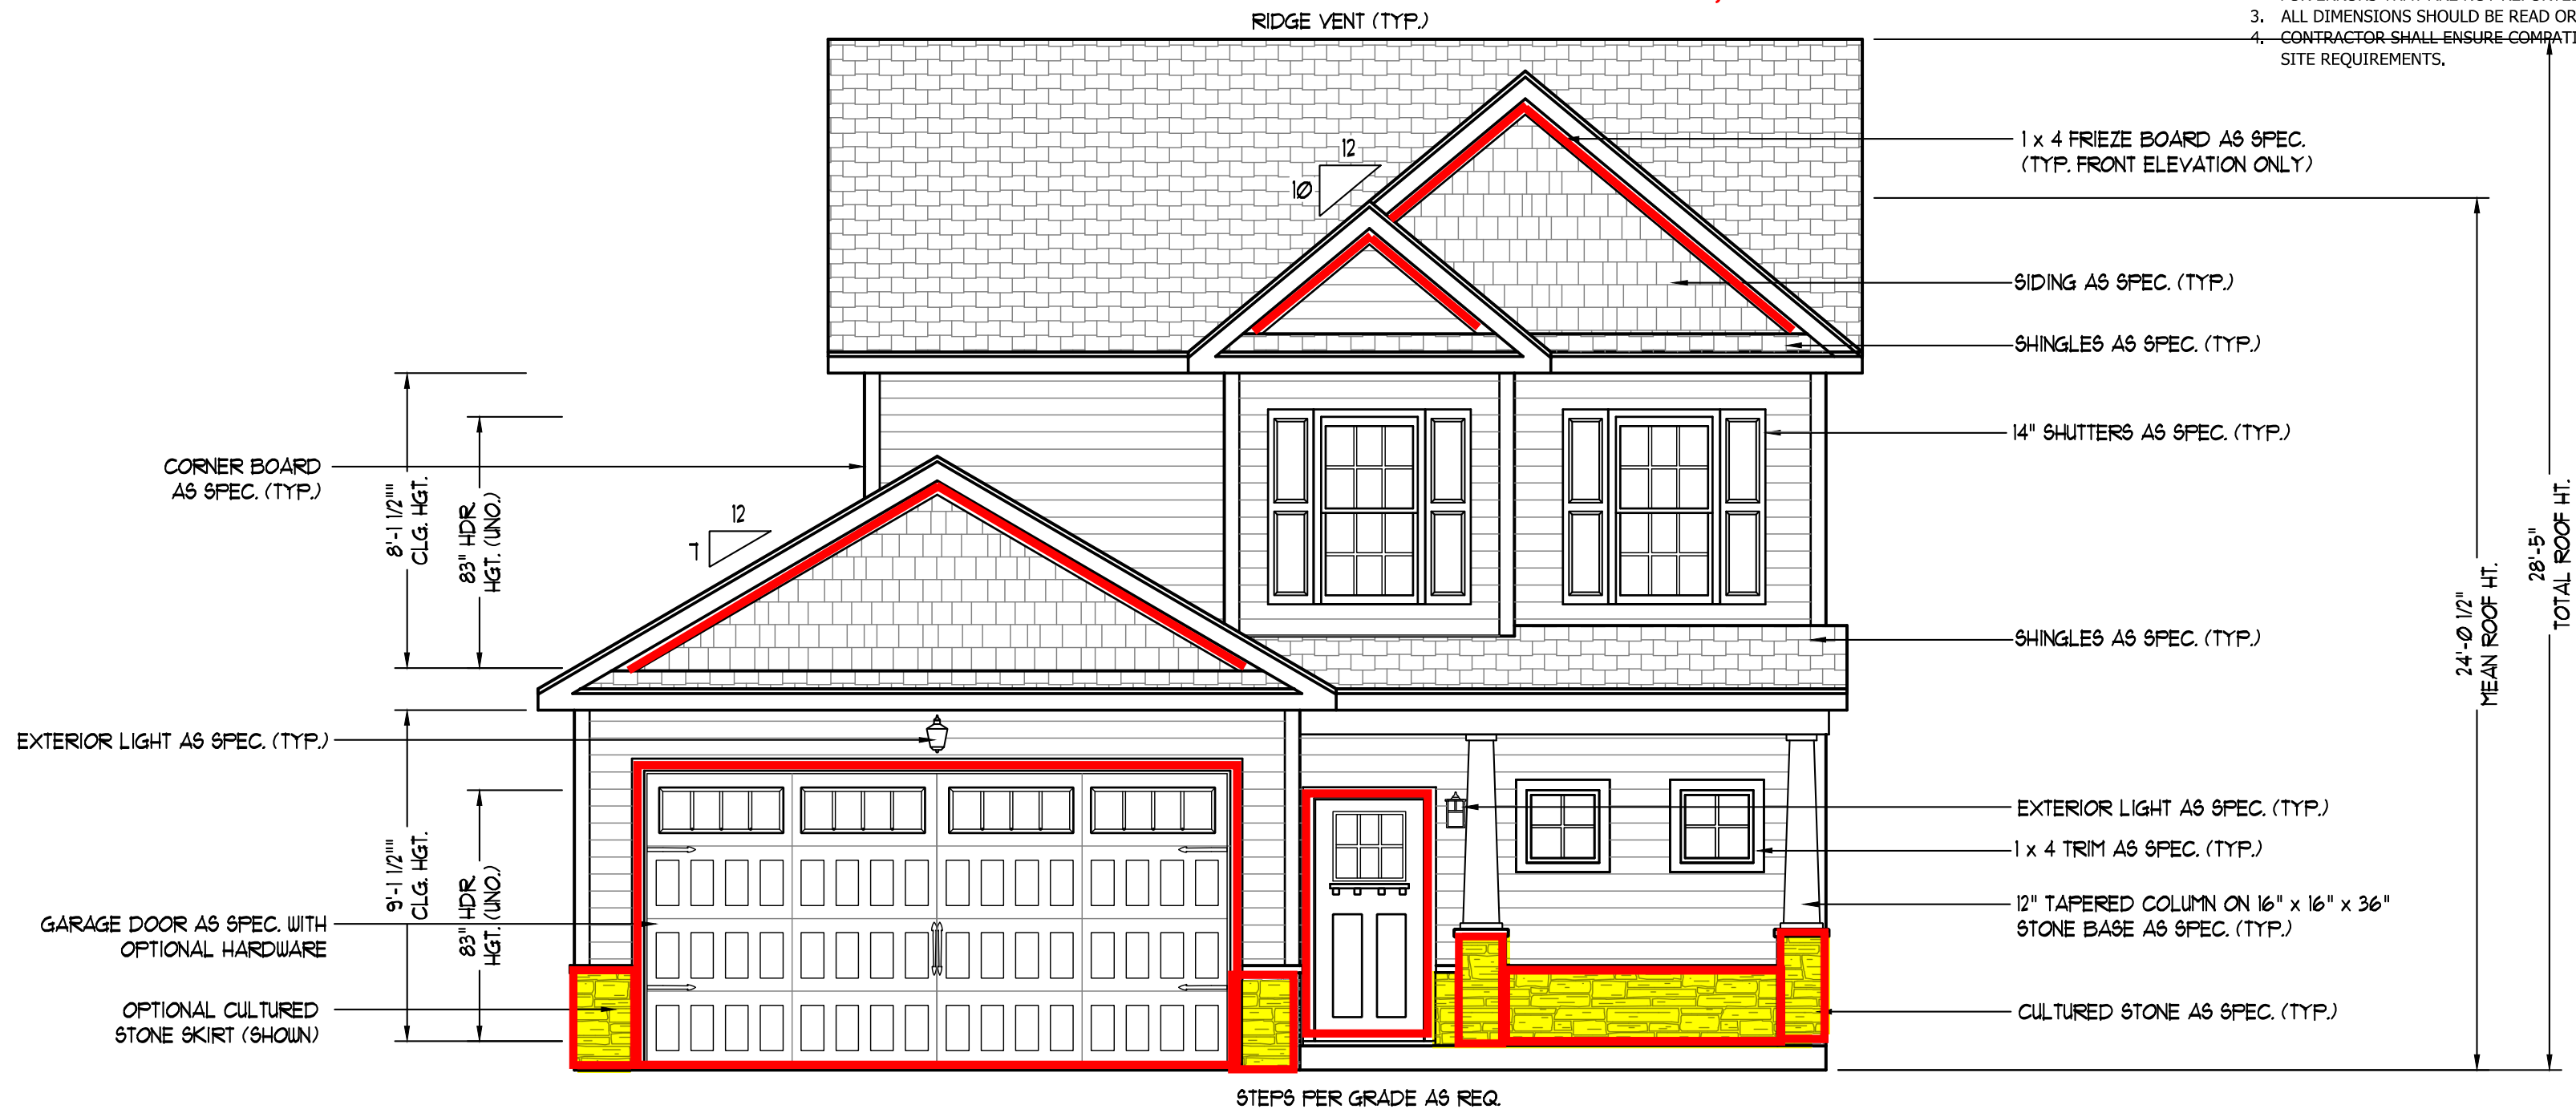 RIDGE VENT (TYP.)
3. ALL DIMENSIONS SHOULD BE READ OR
4. CONTRACTOR SHALL ENSURE COMPATI
SITE REQUIREMENTS.
12
10
1 x 4 FRIEZE BOARD AS SPEC.
(TYP. FRONT ELEVATION ONLY)
SIDING AS SPEC. (TYP.)
SHINGLES AS SPEC. (TYP.)
14" SHUTTERS AS SPEC. (TYP.)
CORNER BOARD
AS SPEC. (TYP.)
8'-1 1/2""
CLG. HGT.
83" HDR.
HGT. (UNO.)
12
7
28'-5"
TOTAL ROOF HT.
24'-0 1/2"
MEAN ROOF HT.
SHINGLES AS SPEC. (TYP.)
EXTERIOR LIGHT AS SPEC. (TYP.)
9'-1 1/2""
CLG. HGT.
83" HDR.
HGT. (UNO.)
EXTERIOR LIGHT AS SPEC. (TYP.)
1 x 4 TRIM AS SPEC. (TYP.)
12" TAPERED COLUMN ON 16" x 16" x 36"
STONE BASE AS SPEC. (TYP.)
GARAGE DOOR AS SPEC. WITH
OPTIONAL HARDWARE
OPTIONAL CULTURED
STONE SKIRT (SHOWN)
CULTURED STONE AS SPEC. (TYP.)
STEPS PER GRADE AS REQ.